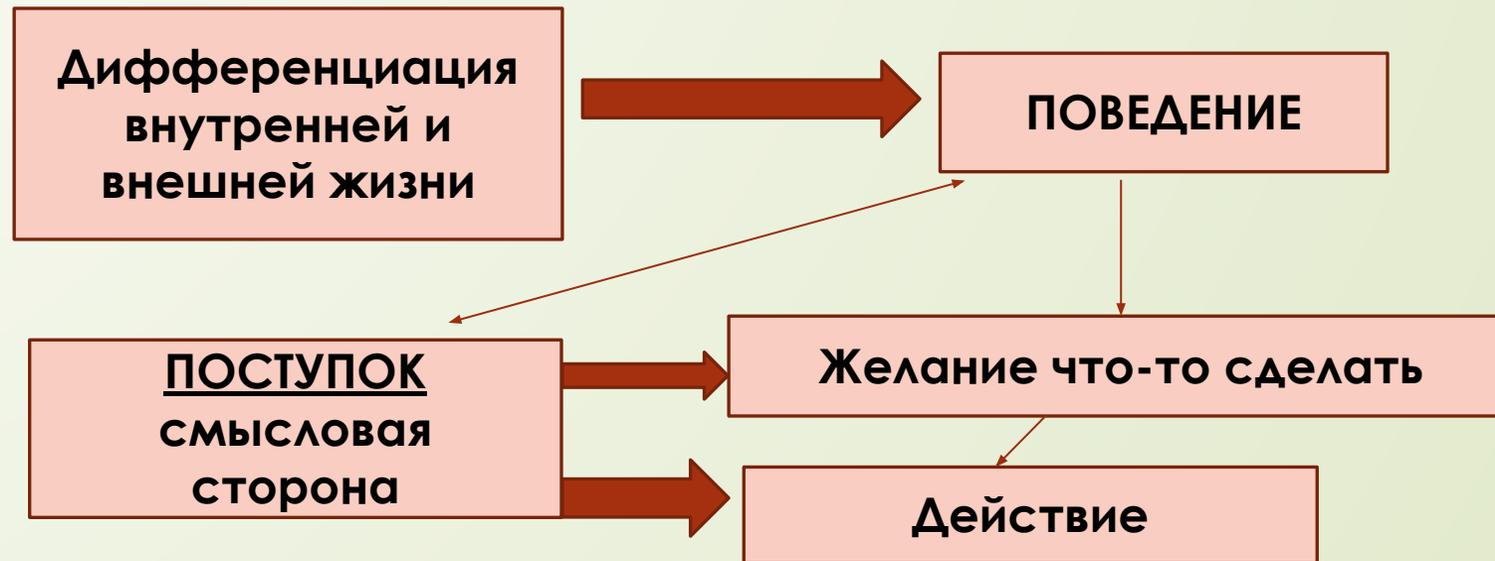 Дифференциация
внутренней и
внешней жизни
ПОВЕДЕНИЕ
ПОСТУПОК
смысловая
сторона
Желание что-то сделать
Действие